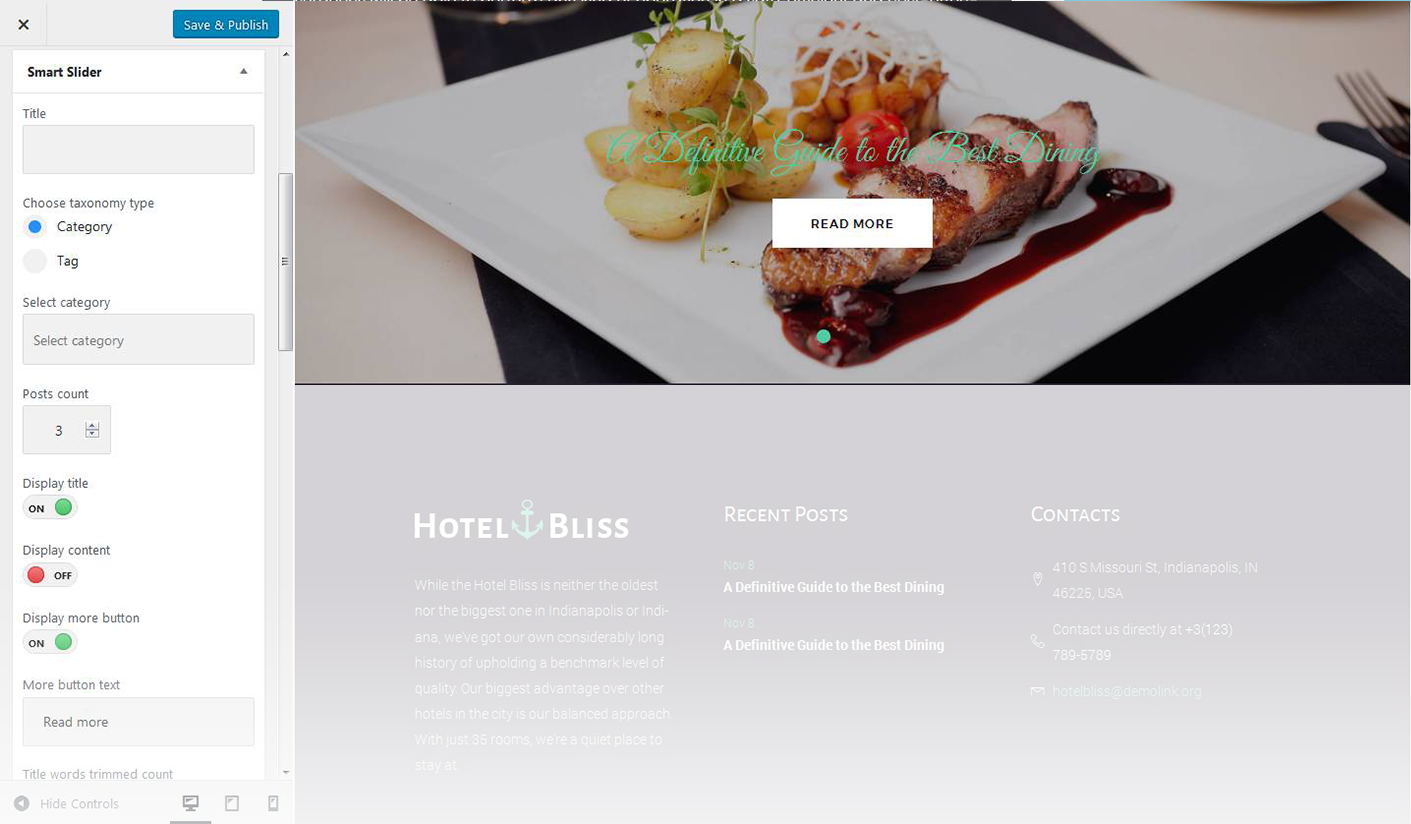 Save & Publish
Smart Slider
Title
Choose taxonomy type
Category
Tag
Select category
Select category
Posts count
3
Display title
ON
Display content
OFF
Display more button
ON
More button text
Read more
Title words trimmed count
Hide Controls
A Definitive Guide to the Best Dining
READ MORE
HOTEL BLISS
While the Hotel Bliss is neither the oldest
nor the biggest one in Indianapolis or Indi-
ana, we've got our own considerably long
history of upholding a benchmark level of
quality. Our biggest advantage over other
hotels in the city is our balanced approach.
With just 35 rooms, we're a quiet place to
stay at.
RECENT POSTS
Nov 8
A Definitive Guide to the Best Dining
Nov 8
A Definitive Guide to the Best Dining
CONTACTS
410 S Missouri St, Indianapolis, IN
46225, USA
Contact us directly at +3(123)
789-5789
hotelbliss@demolink.org